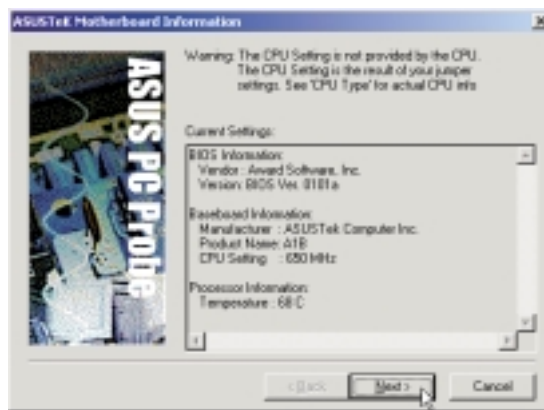 ASUSTeK Motherboard Information
ASUS PC Probe
Warning: The CPU Setting is not provided by the CPU.
The CPU Setting is the result of your jumper
settings. See 'CPU Type' for actual CPU info
Current Settings:
BIOS Information:
Vendor : Award Software, Inc.
Version: BIOS Ver. 0101a
Baseboard Information:
Manufacturer : ASUSTek Computer Inc.
Product Name: A1B
CPU Setting : 650 MHz
Processor Information:
Temperature : 68 C
< Back
Next >
Cancel